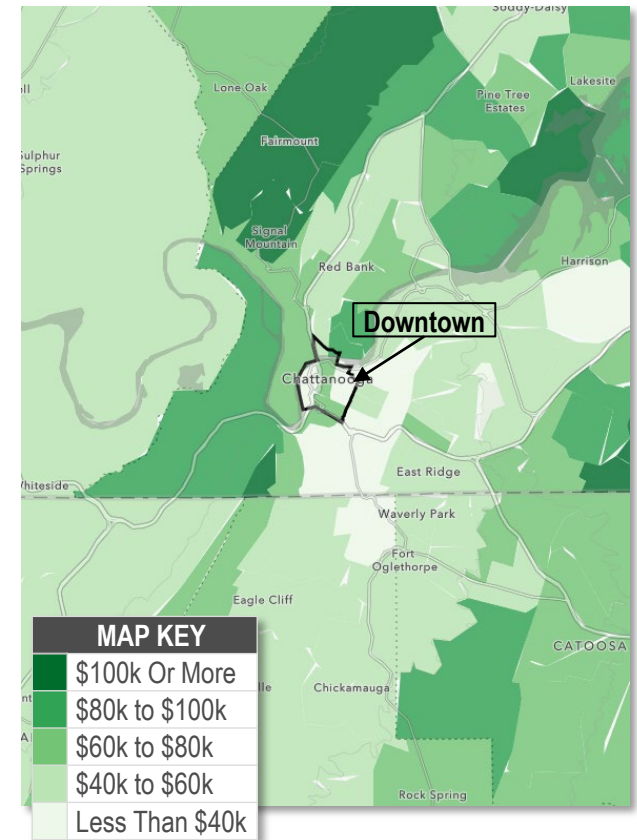 Soddy-Daisy
Lone Oak
Lakesite
Pine Tree
Estates
Fairmount
Sulphur
Springs
Signal
Mountain
Harrison
Red Bank
Downtown
Chattanooga
East Ridge
Whiteside
Waverly Park
Fort
Oglethorpe
Eagle Cliff
MAP KEY
$100k Or More
$80k to $100k
$60k to $80k
$40k to $60k
Less Than $40k
CATOOSA
Chickamauga
Rock Spring